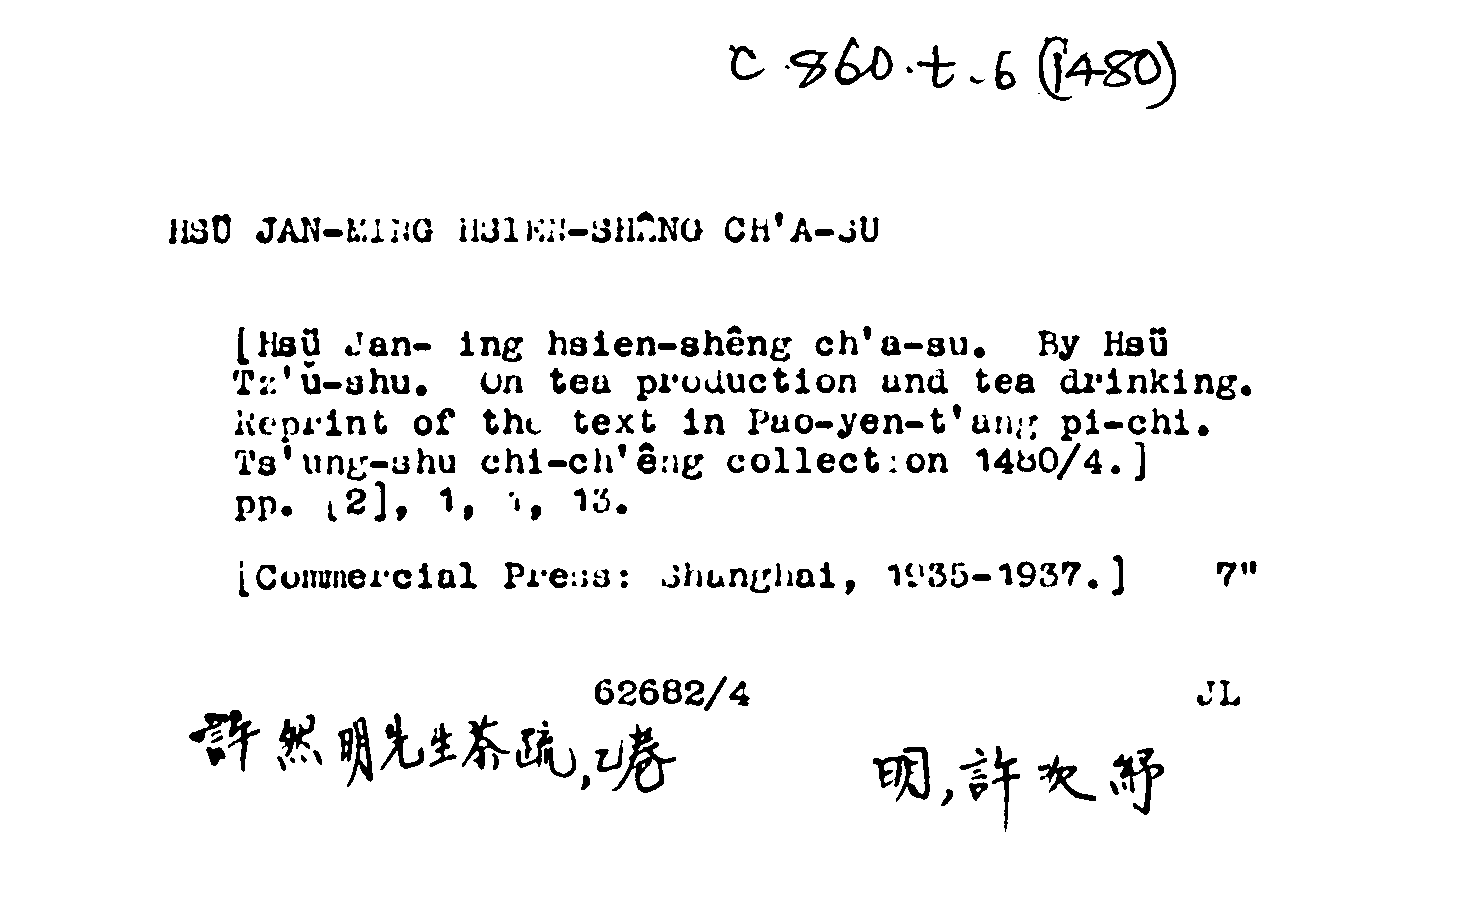 C.860.t.6 (1480)
HSÜ JAN-MING HSIEN-SHÊNG CH'A-SU
[Hsü Jan- ing hsien-shêng ch'a-su. By Hsü
Tz'ŭ-shu. On tea production and tea drinking.
Reprint of the text in Pao-yen-t'ang pi-chi.
Ts'ung-shu chi-ch'êng collection 1480/4.]
pp. [2], 1, 1, 13.
[Commercial Press: Shanghai, 1935-1937.] 7"
62682/4 JL
許然明先生茶疏,乙卷 明,許次紓